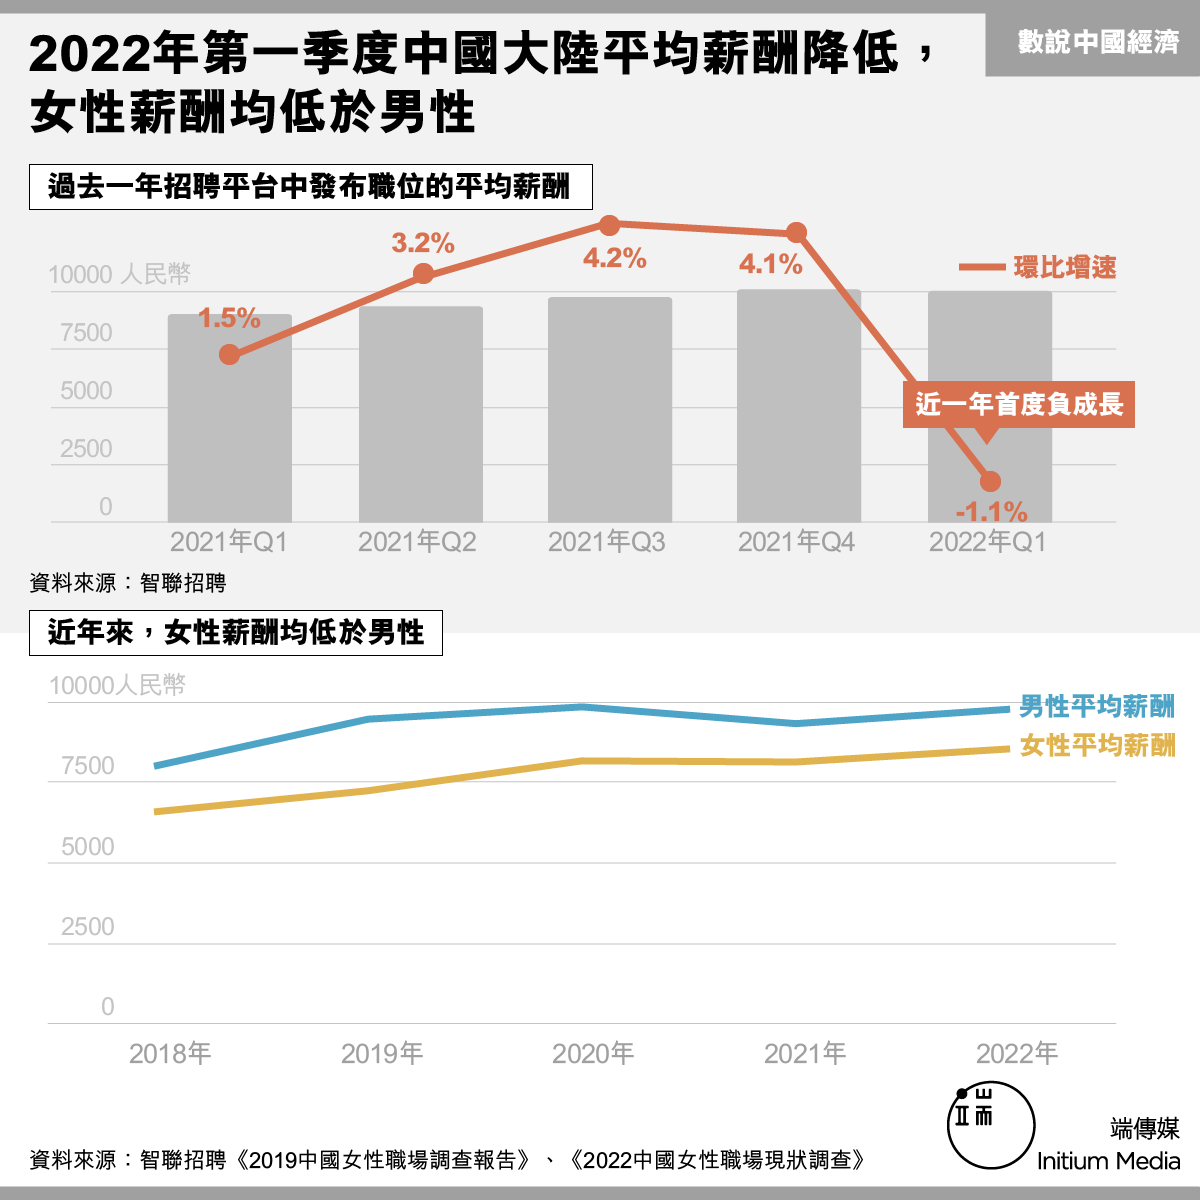 數說中國經濟
2022年第一季度中國大陸平均薪酬降低，
女性薪酬均低於男性
過去一年招聘平台中發布職位的平均薪酬
10000 人民幣
7500
5000
2500
0
1.5%
3.2%
4.2%
4.1%
-1.1%
環比增速
近一年首度負成長
2021年Q1
2021年Q2
2021年Q3
2021年Q4
2022年Q1
資料來源：智聯招聘
近年來，女性薪酬均低於男性
10000人民幣
7500
5000
2500
0
男性平均薪酬
女性平均薪酬
2018年
2019年
2020年
2021年
2022年
端
端傳媒
Initium Media
資料來源：智聯招聘《2019中國女性職場調查報告》、《2022中國女性職場現狀調查》